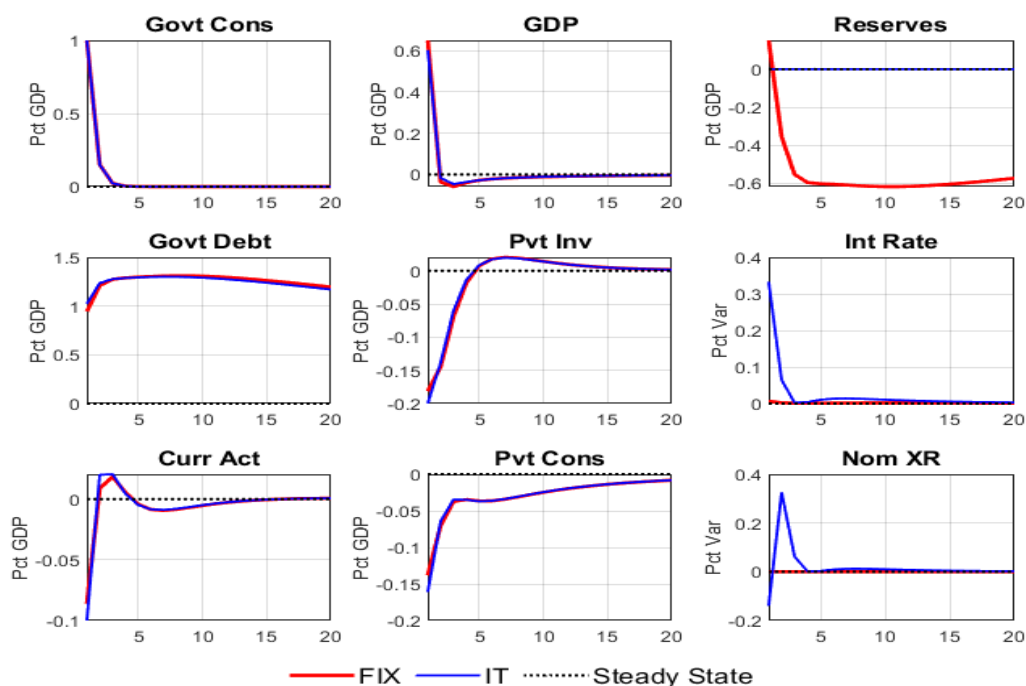 Govt Cons
GDP
Reserves
Pct GDP
1
0.5
0
5 10 15 20
0.6
0.4
0.2
0
5 10 15 20
Pct GDP
0
-0.2
-0.4
-0.6
5 10 15 20
Pct GDP
Govt Debt
Pvt Inv
Int Rate
Pct GDP
1.5
1
0.5
0
5 10 15 20
Pct GDP
0
-0.05
-0.1
-0.15
-0.2
5 10 15 20
Pct Var
0.4
0.3
0.2
0.1
0
5 10 15 20
Curr Act
Pvt Cons
Nom XR
Pct GDP
0
-0.05
-0.1
5 10 15 20
Pct GDP
0
-0.05
-0.1
-0.15
-0.2
5 10 15 20
Pct Var
0.4
0.2
0
-0.2
5 10 15 20
FIX IT Steady State